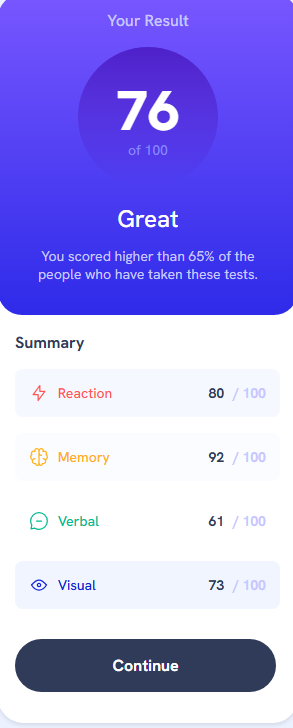 Your Result
76
of 100
Great
You scored higher than 65% of the
people who have taken these tests.
Summary
Reaction 80 / 100
Memory 92 / 100
Verbal 61 / 100
Visual 73 / 100
Continue